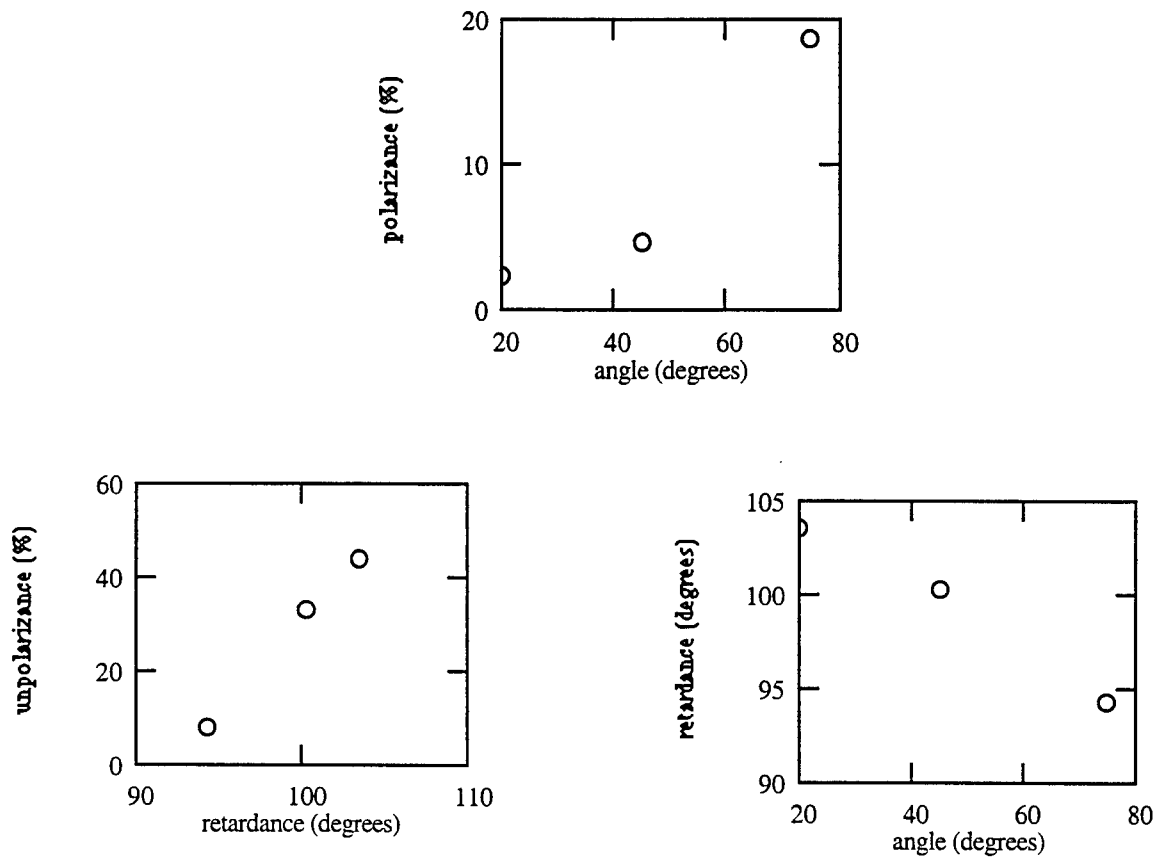 20
polarizance (%)
10
0
20 40 60 80
angle (degrees)
60
unpolarizance (%)
40
20
0
90 100 110
retardance (degrees)
105
retardance (degrees)
100
95
90
20 40 60 80
angle (degrees)